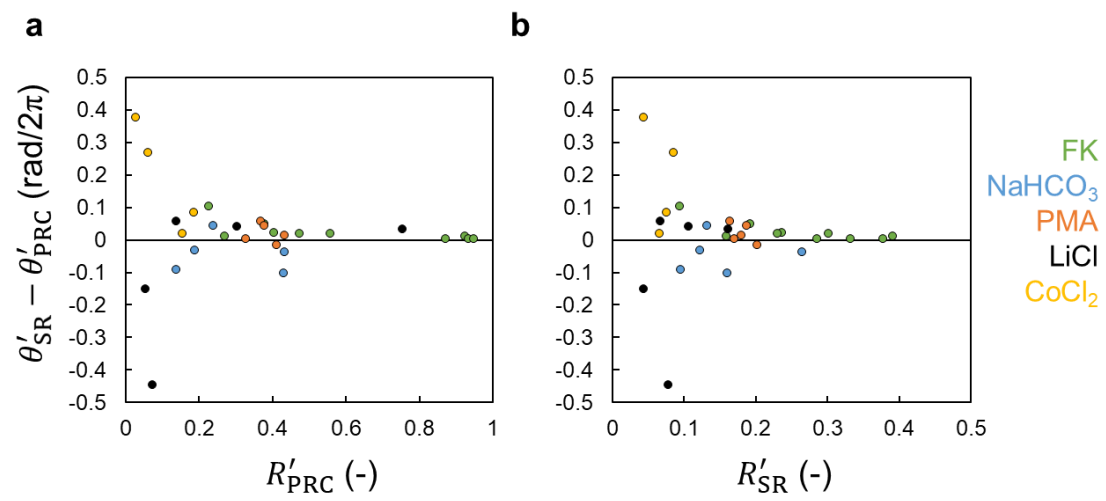 a
b
0.5
0.4
0.3
0.2
0.1
0
-0.1
-0.2
-0.3
-0.4
-0.5
θ′SR − θ′PRC (rad/2π)
0 0.2 0.4 0.6 0.8 1
R′PRC (-)
0.5
0.4
0.3
0.2
0.1
0
-0.1
-0.2
-0.3
-0.4
-0.5
0 0.1 0.2 0.3 0.4 0.5
R′SR (-)
FK
NaHCO3
PMA
LiCl
CoCl2